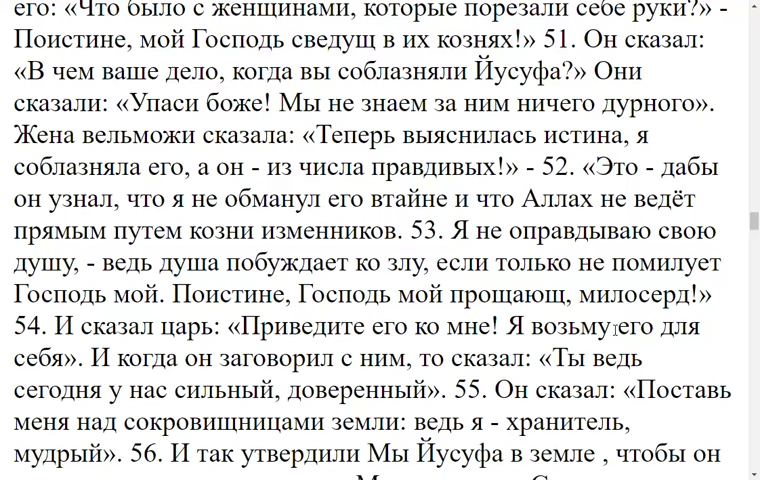 его: «Что было с женщинами, которые порезали себе руки?» -
Поистине, мой Господь сведущ в их кознях!» 51. Он сказал:
«В чем ваше дело, когда вы соблазняли Йусуфа?» Они
сказали: «Упаси боже! Мы не знаем за ним ничего дурного».
Жена вельможи сказала: «Теперь выяснилась истина, я
соблазняла его, а он - из числа правдивых!» - 52. «Это - дабы
он узнал, что я не обманул его втайне и что Аллах не ведёт
прямым путем козни изменников. 53. Я не оправдываю свою
душу, - ведь душа побуждает ко злу, если только не помилует
Господь мой. Поистине, Господь мой прощающ, милосерд!»
54. И сказал царь: «Приведите его ко мне! Я возьму его для
себя». И когда он заговорил с ним, то сказал: «Ты ведь
сегодня у нас сильный, доверенный». 55. Он сказал: «Поставь
меня над сокровищницами земли: ведь я - хранитель,
мудрый». 56. И так утвердили Мы Йусуфа в земле , чтобы он